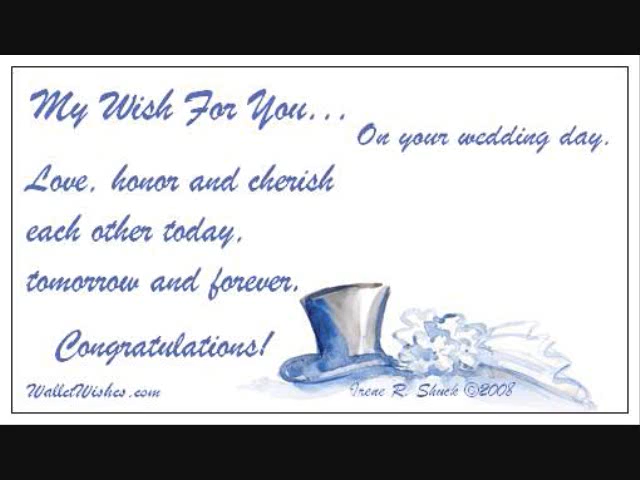 My Wish For You...
On your wedding day.
Love, honor and cherish
each other today,
tomorrow and forever.
Congratulations!
WalletWishes.com
Irene R. Shuck ©2008